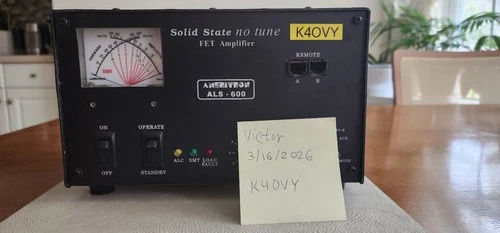 Solid State no tune
FET Amplifier
K4OVY
REMOTE
A B
AMERITRON
ALS - 600
ON
OPERATE
OFF
STANDBY
ALC
XMT
LOAD
FAULT
SWR
Victor
3/16/2026
K4OVY